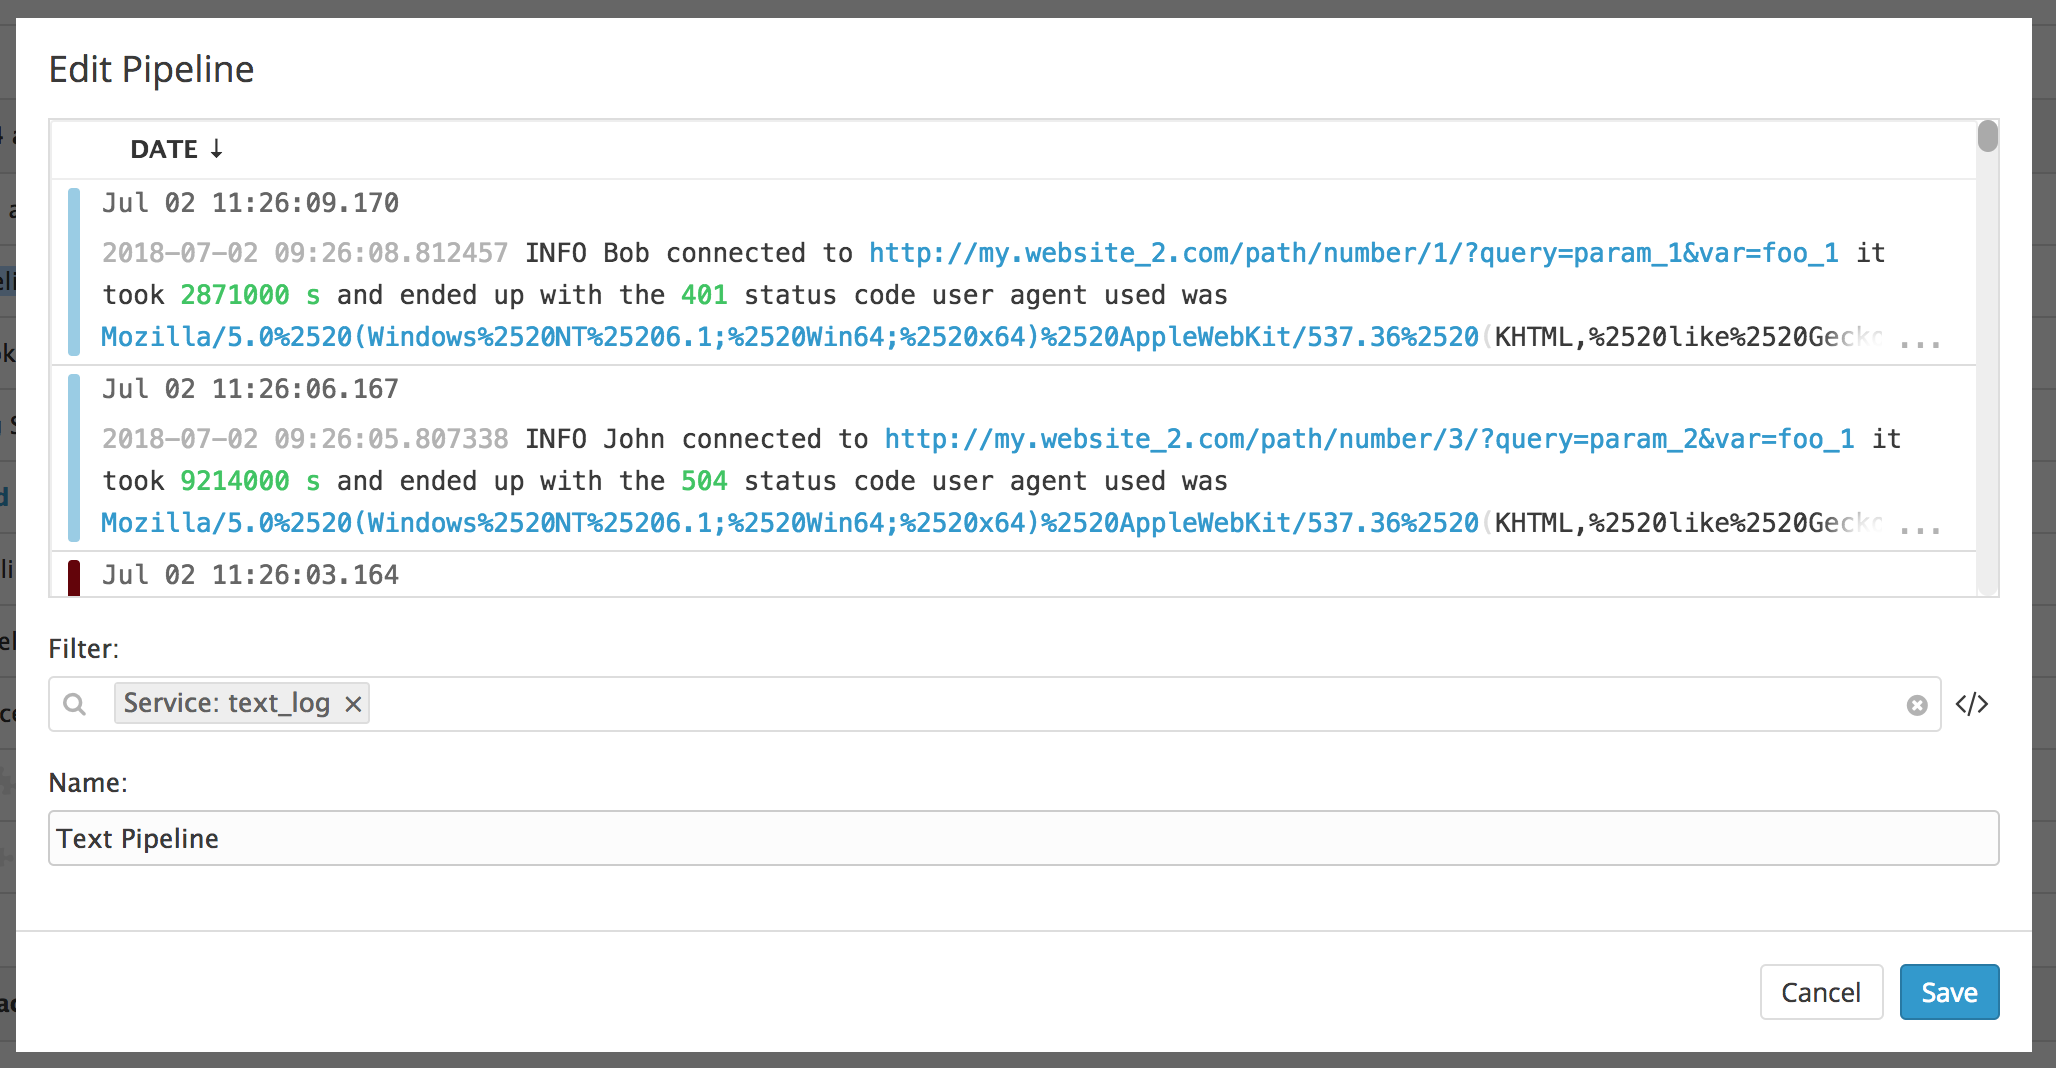 Edit Pipeline
DATE ↓
Jul 02 11:26:09.170
2018-07-02 09:26:08.812457 INFO Bob connected to http://my.website_2.com/path/number/1/?query=param_1&var=foo_1 it
took 2871000 s and ended up with the 401 status code user agent used was
Mozilla/5.0%2520(Windows%2520NT%25206.1;%2520Win64;%2520x64)%2520AppleWebKit/537.36%2520(KHTML,%2520like%2520Gecko ...
Jul 02 11:26:06.167
2018-07-02 09:26:05.807338 INFO John connected to http://my.website_2.com/path/number/3/?query=param_2&var=foo_1 it
took 9214000 s and ended up with the 504 status code user agent used was
Mozilla/5.0%2520(Windows%2520NT%25206.1;%2520Win64;%2520x64)%2520AppleWebKit/537.36%2520(KHTML,%2520like%2520Gecko ...
Jul 02 11:26:03.164
Filter:
Service: text_log ×
</>
Name:
Text Pipeline
Cancel
Save